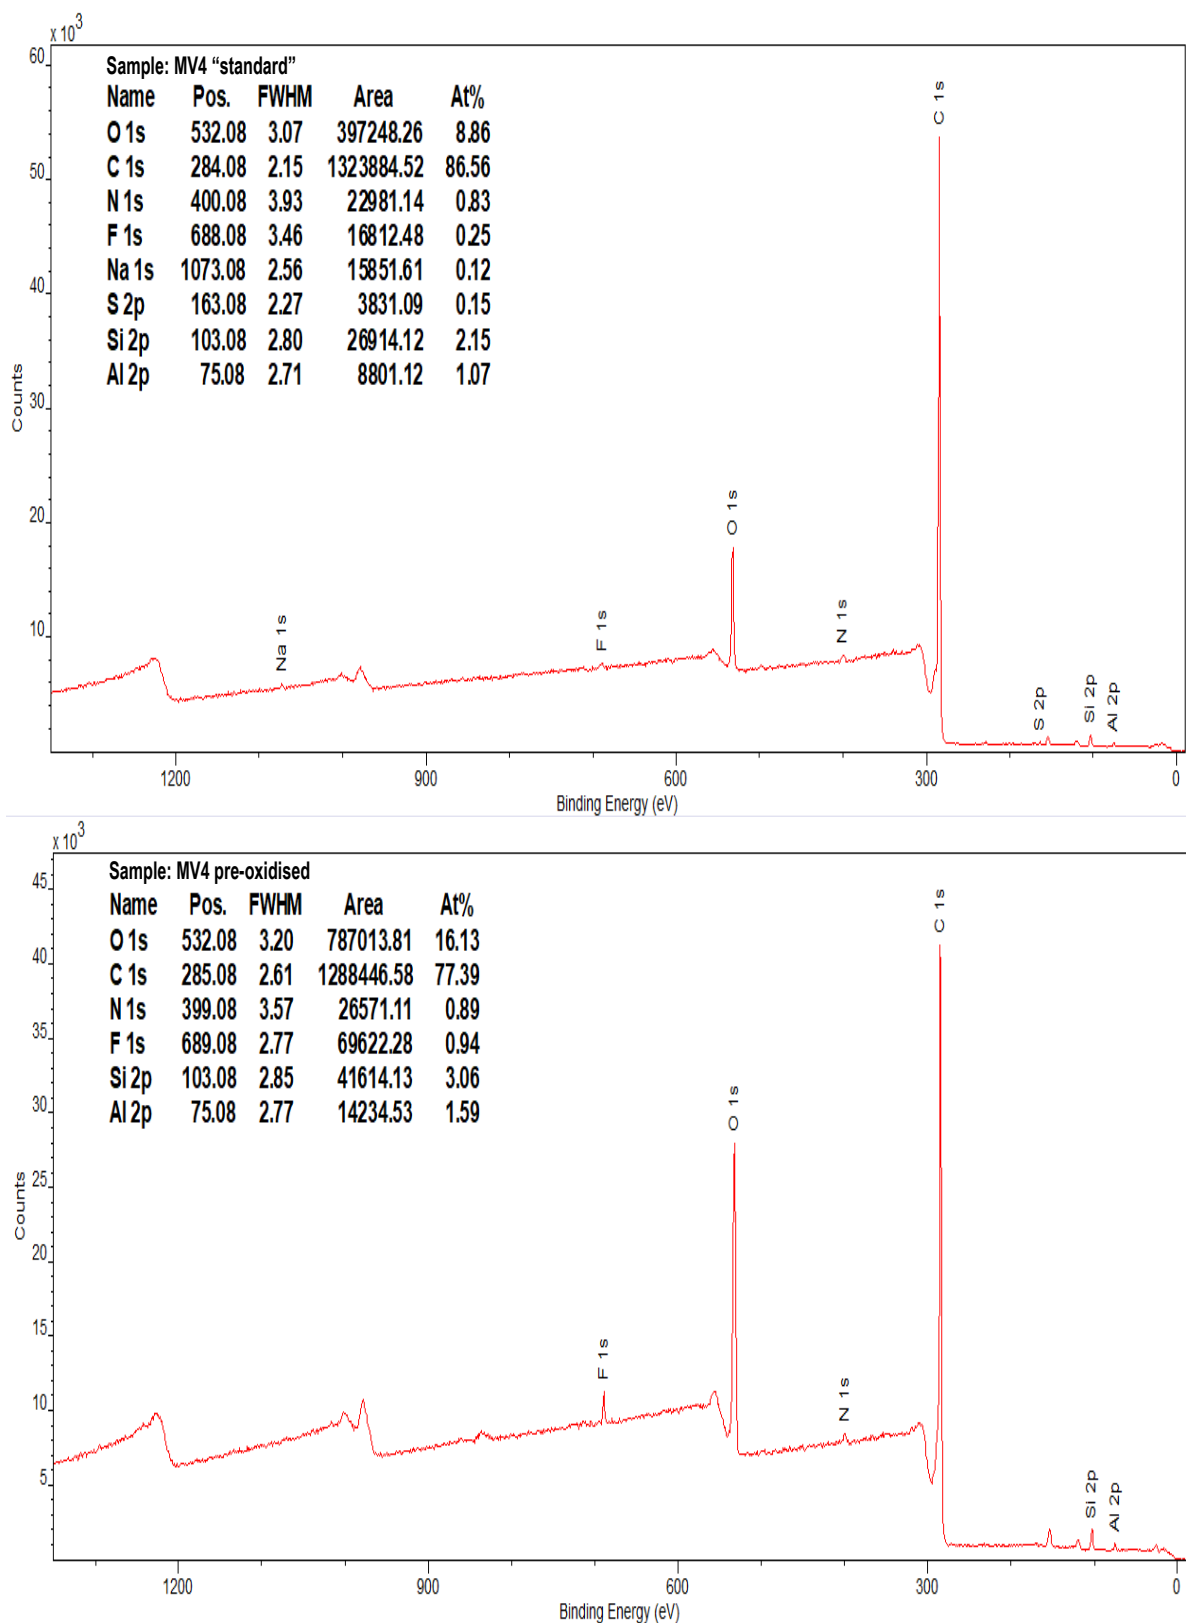 x 10³
Sample: MV4 “standard”
Name Pos. FWHM Area At%
O 1s 532.08 3.07 397248.26 8.86
C 1s 284.08 2.15 1323884.52 86.56
N 1s 400.08 3.93 22981.14 0.83
F 1s 688.08 3.46 16812.48 0.25
Na 1s 1073.08 2.56 15851.61 0.12
S 2p 163.08 2.27 3831.09 0.15
Si 2p 103.08 2.80 26914.12 2.15
Al 2p 75.08 2.71 8801.12 1.07
60
50
40
30
20
10
Counts
Na 1s
F 1s
O 1s
N 1s
C 1s
S 2p
Si 2p
Al 2p
1200 900 600 300 0
Binding Energy (eV)
x 10³
Sample: MV4 pre-oxidised
Name Pos. FWHM Area At%
O 1s 532.08 3.20 787013.81 16.13
C 1s 285.08 2.61 1288446.58 77.39
N 1s 399.08 3.57 26571.11 0.89
F 1s 689.08 2.77 69622.28 0.94
Si 2p 103.08 2.85 41614.13 3.06
Al 2p 75.08 2.77 14234.53 1.59
45
40
35
30
25
20
15
10
5
Counts
F 1s
O 1s
N 1s
C 1s
Si 2p
Al 2p
1200 900 600 300 0
Binding Energy (eV)